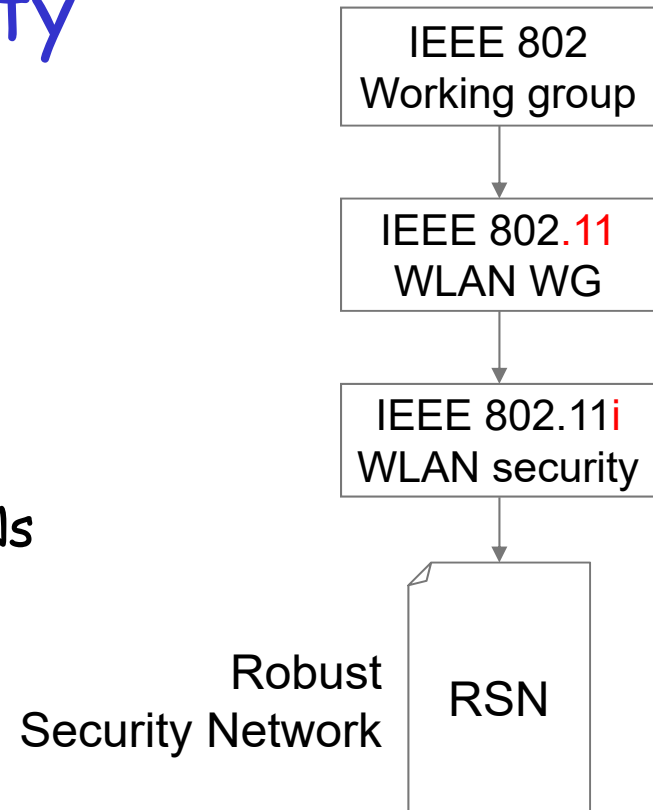 ty
IEEE 802
Working group
IEEE 802.11
WLAN WG
IEEE 802.11i
WLAN security
Robust
Security Network
RSN